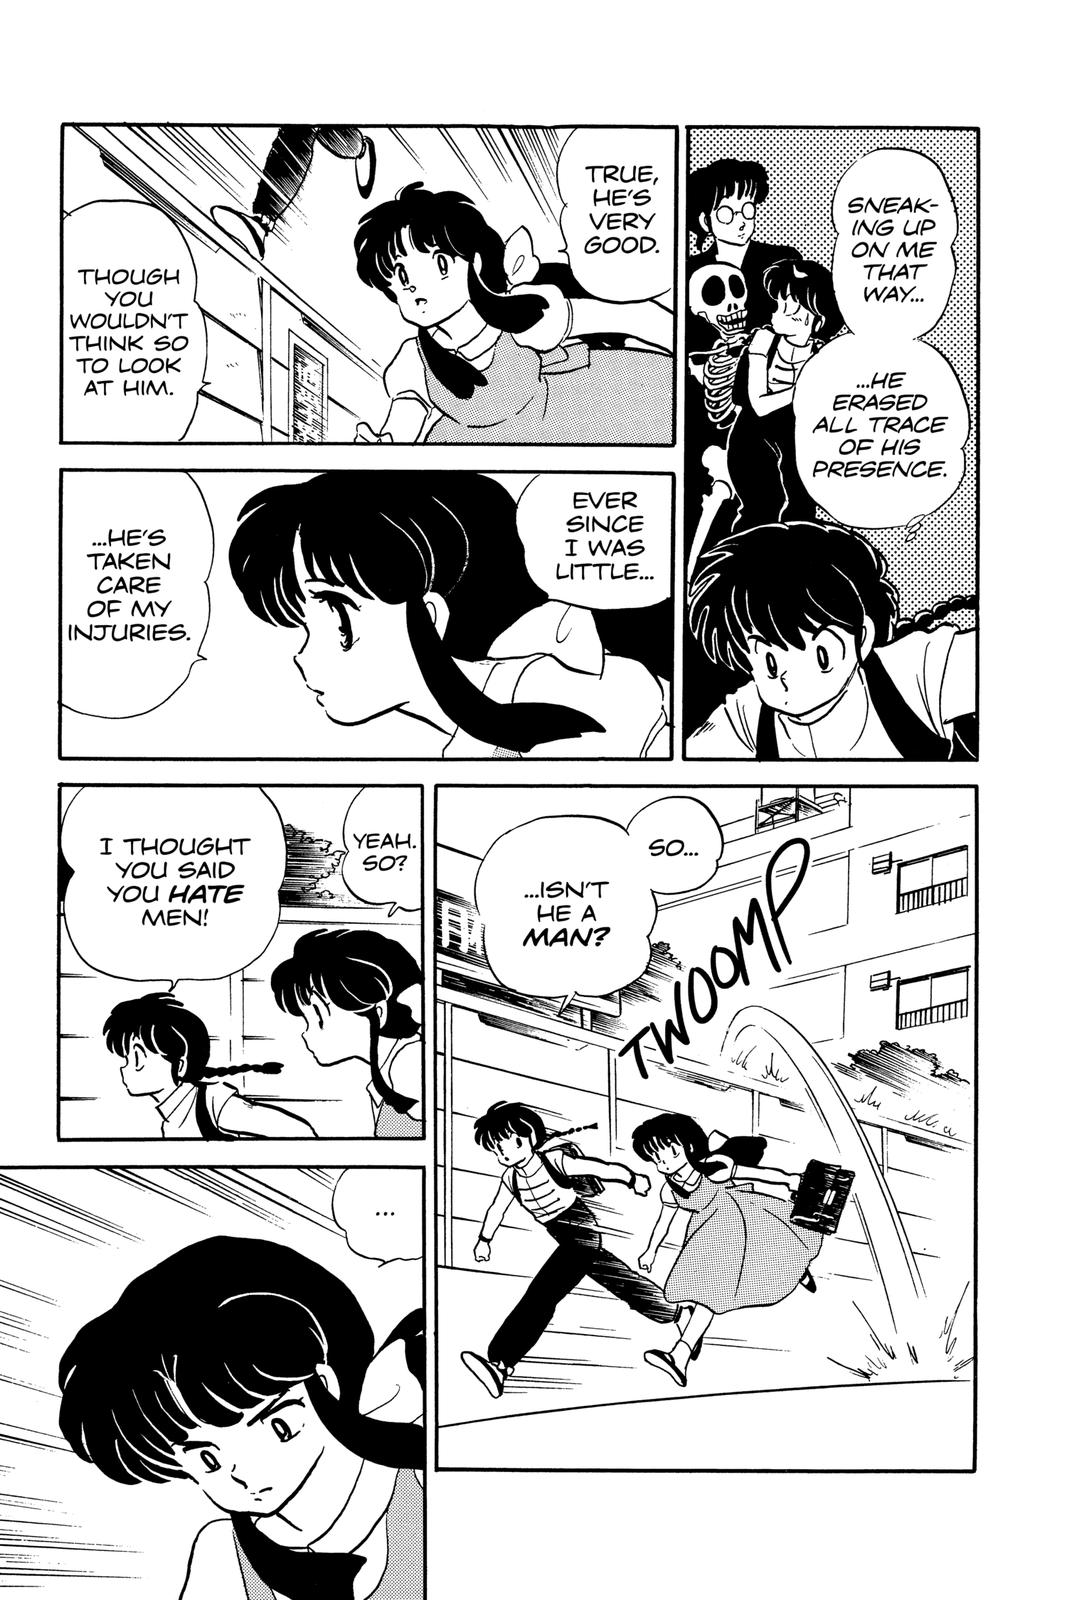 SNEAK-
ING UP
ON ME
THAT
WAY...
...HE
ERASED
ALL TRACE
OF HIS
PRESENCE.
TRUE,
HE'S
VERY
GOOD.
THOUGH
YOU
WOULDN'T
THINK SO
TO LOOK
AT HIM.
EVER
SINCE
I WAS
LITTLE...
...HE'S
TAKEN
CARE
OF MY
INJURIES.
SO...
...ISN'T
HE A
MAN?
TWOOMP
YEAH.
SO?
I THOUGHT
YOU SAID
YOU HATE
MEN!
...